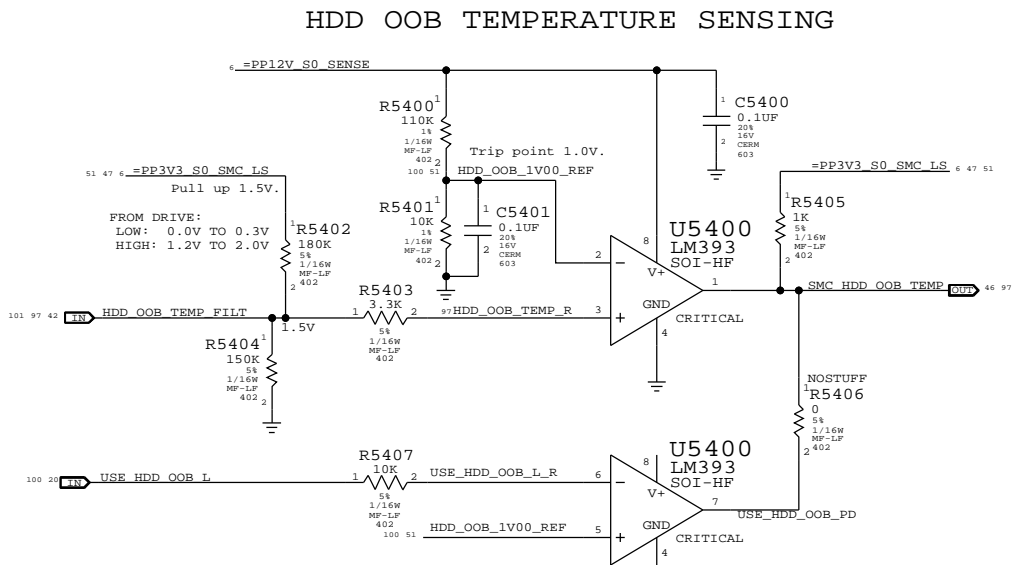 HDD OOB TEMPERATURE SENSING
6 =PP12V_S0_SENSE
R5400
110K
1%
1/16W
MF-LF
402
1
2
100 51
Trip point 1.0V.
HDD_OOB_1V00_REF
1
2
C5400
0.1UF
20%
16V
CERM
603
51 47 6 =PP3V3_S0_SMC_LS
Pull up 1.5V.
=PP3V3_S0_SMC_LS 6 47 51
FROM DRIVE:
LOW: 0.0V TO 0.3V
HIGH: 1.2V TO 2.0V
1
2
R5402
180K
5%
1/16W
MF-LF
402
R5401
10K
1%
1/16W
MF-LF
402
1
2
1
2
C5401
0.1UF
20%
16V
CERM
603
1
2
R5405
1K
5%
1/16W
MF-LF
402
U5400
LM393
SOI-HF
8
V+
2
-
3
+
1
GND
4
CRITICAL
SMC_HDD_OOB_TEMP OUT 46 97
101 97 42 IN HDD_OOB_TEMP_FILT
1.5V
R5403
3.3K
1 2
5%
1/16W
MF-LF
402
97 HDD_OOB_TEMP_R
R5404
150K
5%
1/16W
MF-LF
402
1
2
NOSTUFF
R5406
0
5%
1/16W
MF-LF
402
1
2
100 20 IN USE_HDD_OOB_L
R5407
10K
1 2
5%
1/16W
MF-LF
402
USE_HDD_OOB_L_R
100 51
HDD_OOB_1V00_REF
U5400
LM393
SOI-HF
8
V+
6
-
5
+
7
GND
4
CRITICAL
USE_HDD_OOB_PD